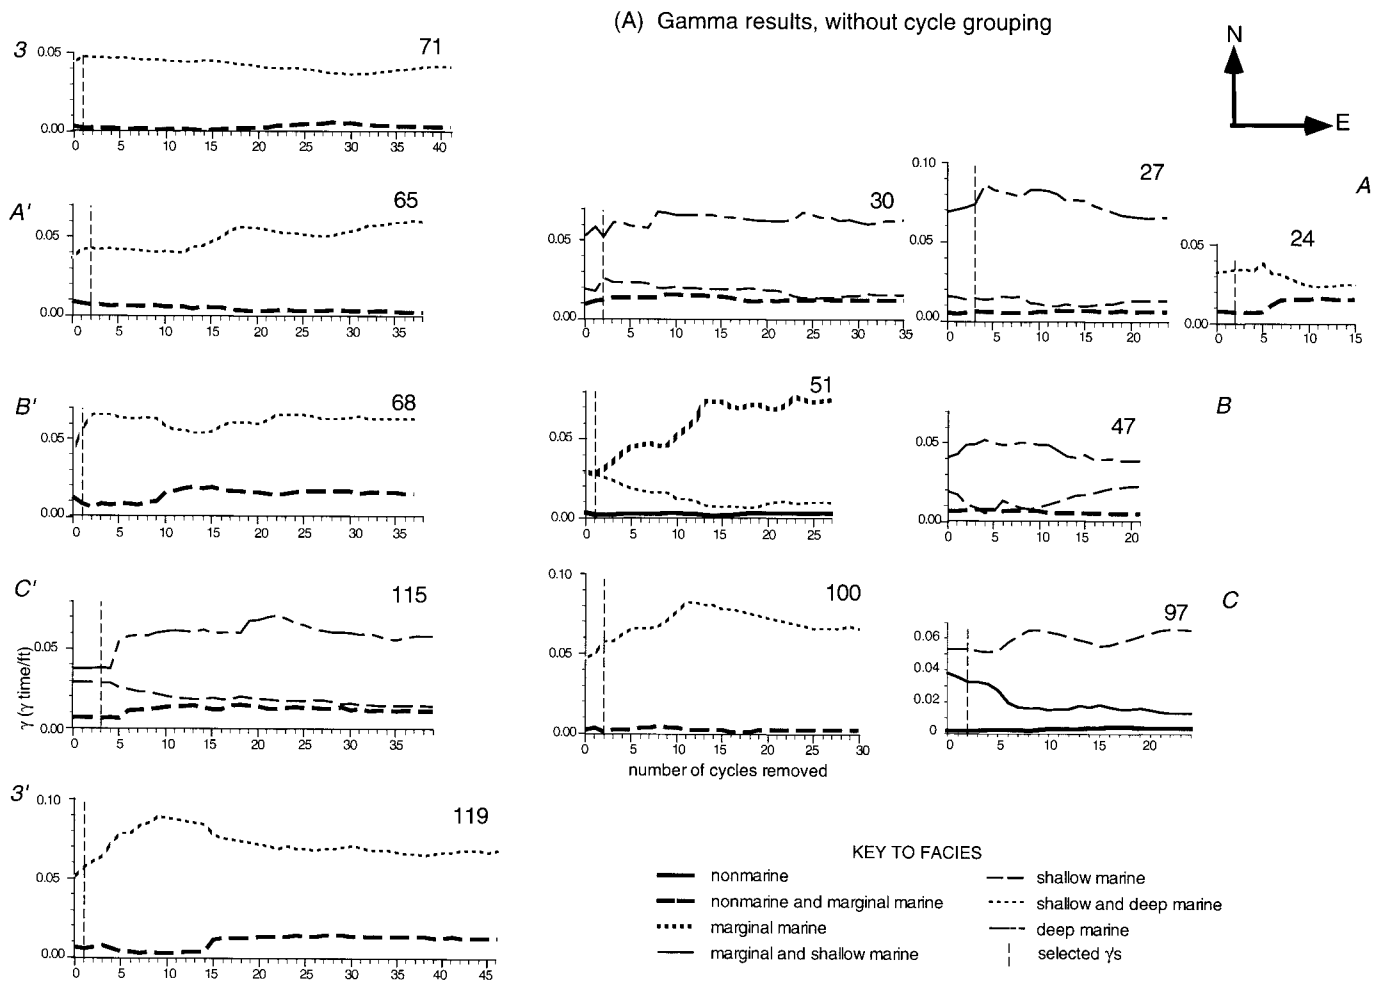 (A) Gamma results, without cycle grouping
N
E
3
71
0.05
0.00
0 5 10 15 20 25 30 35 40
A'
65
0.05
0.00
0 5 10 15 20 25 30 35
30
0.05
0.00
0 5 10 15 20 25 30 35
27
0.10
0.05
0.00
0 5 10 15 20
A
24
0.05
0.00
0 5 10 15
B'
68
0.05
0.00
0 5 10 15 20 25 30 35
51
0.05
0.00
0 5 10 15 20 25
B
47
0.05
0.00
0 5 10 15 20
C'
115
0.05
0.00
γ (γ time/ft)
0 5 10 15 20 25 30 35
100
0.10
0.05
0.00
0 5 10 15 20 25 30
number of cycles removed
C
97
0.06
0.04
0.02
0
0 5 10 15 20
3'
119
0.10
0.05
0.00
0 5 10 15 20 25 30 35 40 45
KEY TO FACIES
nonmarine
nonmarine and marginal marine
marginal marine
marginal and shallow marine
shallow marine
shallow and deep marine
deep marine
selected γ's